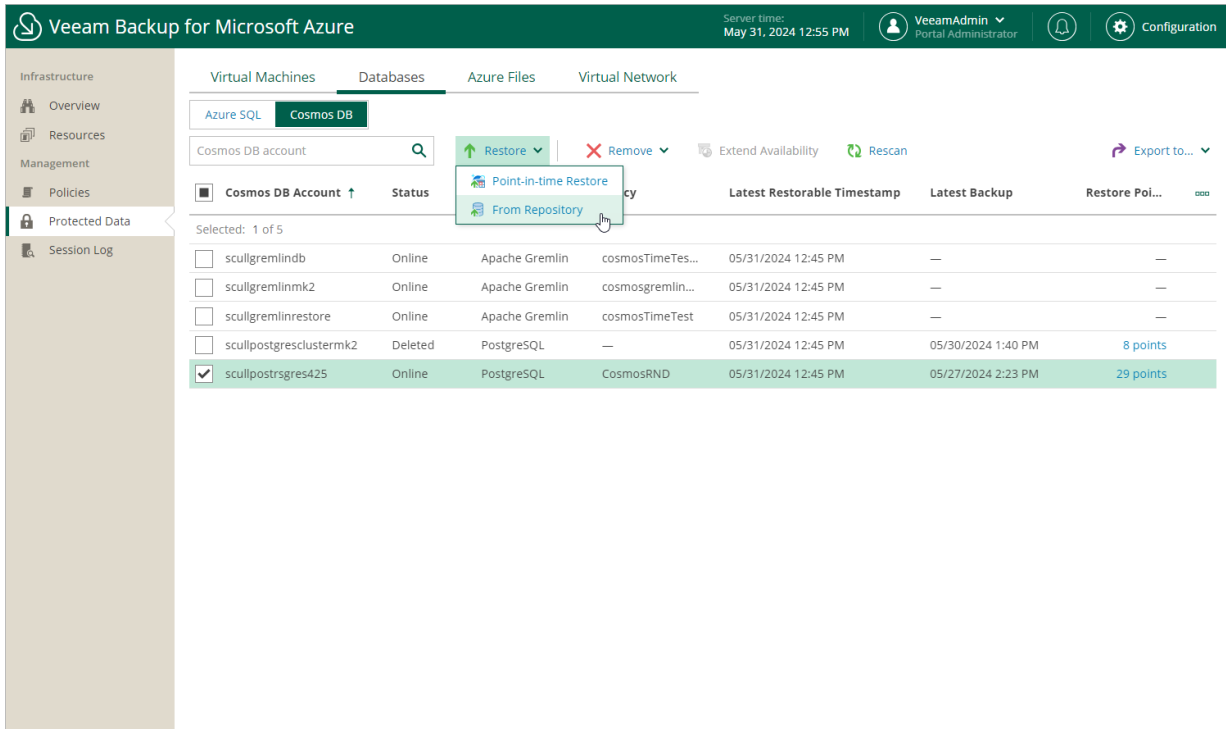 Veeam Backup for Microsoft Azure
Server time:
May 31, 2024 12:55 PM
VeeamAdmin
Portal Administrator
Configuration
Infrastructure
Overview
Resources
Management
Policies
Protected Data
Session Log
Virtual Machines Databases Azure Files Virtual Network
Azure SQL Cosmos DB
Cosmos DB account Restore Remove Extend Availability Rescan Export to...
Point-in-time Restore
From Repository
Cosmos DB Account Status cy Latest Restorable Timestamp Latest Backup Restore Poi...
Selected: 1 of 5
scullgremlindb Online Apache Gremlin cosmosTimeTes... 05/31/2024 12:45 PM — —
scullgremlinmk2 Online Apache Gremlin cosmosgremlin... 05/31/2024 12:45 PM — —
scullgremlinrestore Online Apache Gremlin cosmosTimeTest 05/31/2024 12:45 PM — —
scullpostgresclustermk2 Deleted PostgreSQL — 05/31/2024 12:45 PM 05/30/2024 1:40 PM 8 points
scullpostrsgres425 Online PostgreSQL CosmosRND 05/31/2024 12:45 PM 05/27/2024 2:23 PM 29 points